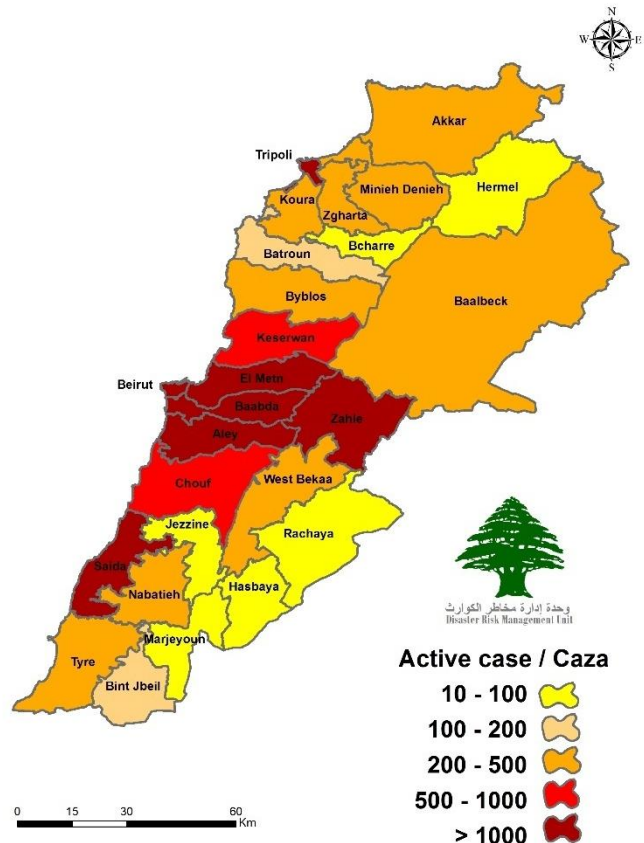 N
W E
S
Akkar
Tripoli
Hermel
Minieh Denieh
Koura
Zgharta
Bcharre
Batroun
Baalbeck
Byblos
Keserwan
El Metn
Beirut
Baabda
Zahle
Aley
West Bekaa
Chouf
Jezzine
Rachaya
Saida
Hasbaya
Nabatieh
Marjeyoun
Tyre
Bint Jbeil
وحدة إدارة مخاطر الكوارث
Disaster Risk Management Unit
Active case / Caza
10 - 100
100 - 200
200 - 500
500 - 1000
> 1000
0 15 30 60
Km